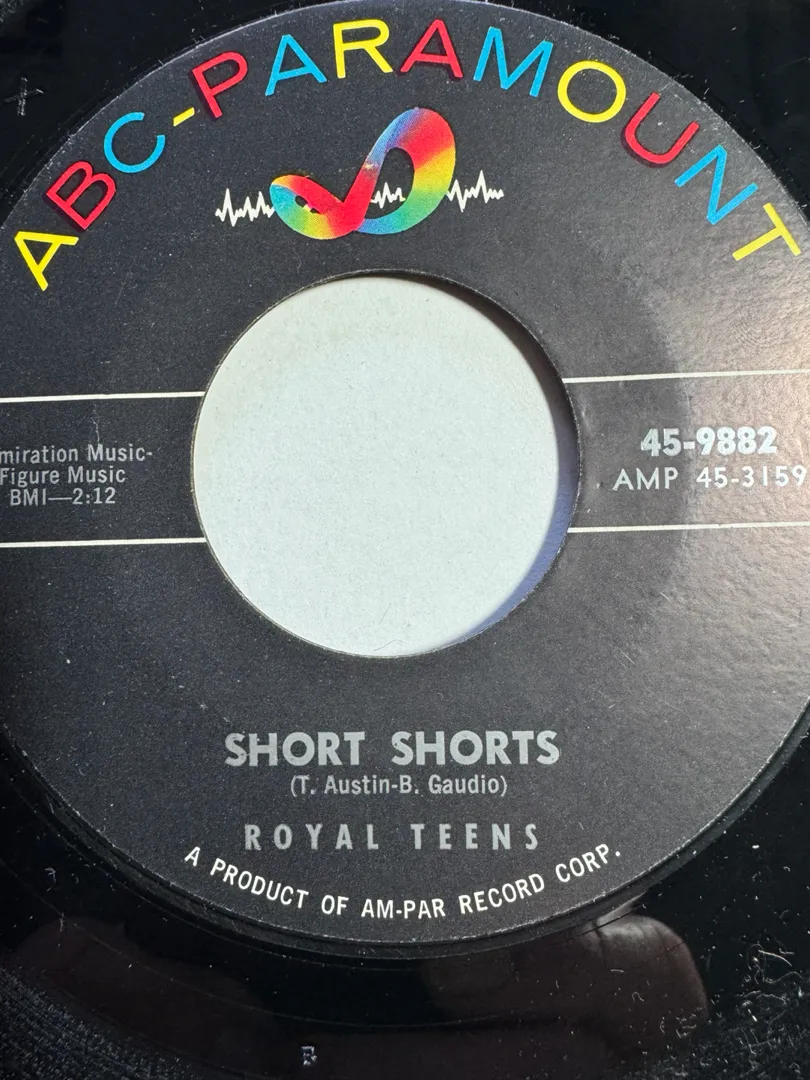 ABC-PARAMOUNT
miration Music-
Figure Music
BMI—2:12
45-9882
AMP 45-3159
SHORT SHORTS
(T. Austin-B. Gaudio)
ROYAL TEENS
A PRODUCT OF AM-PAR RECORD CORP.